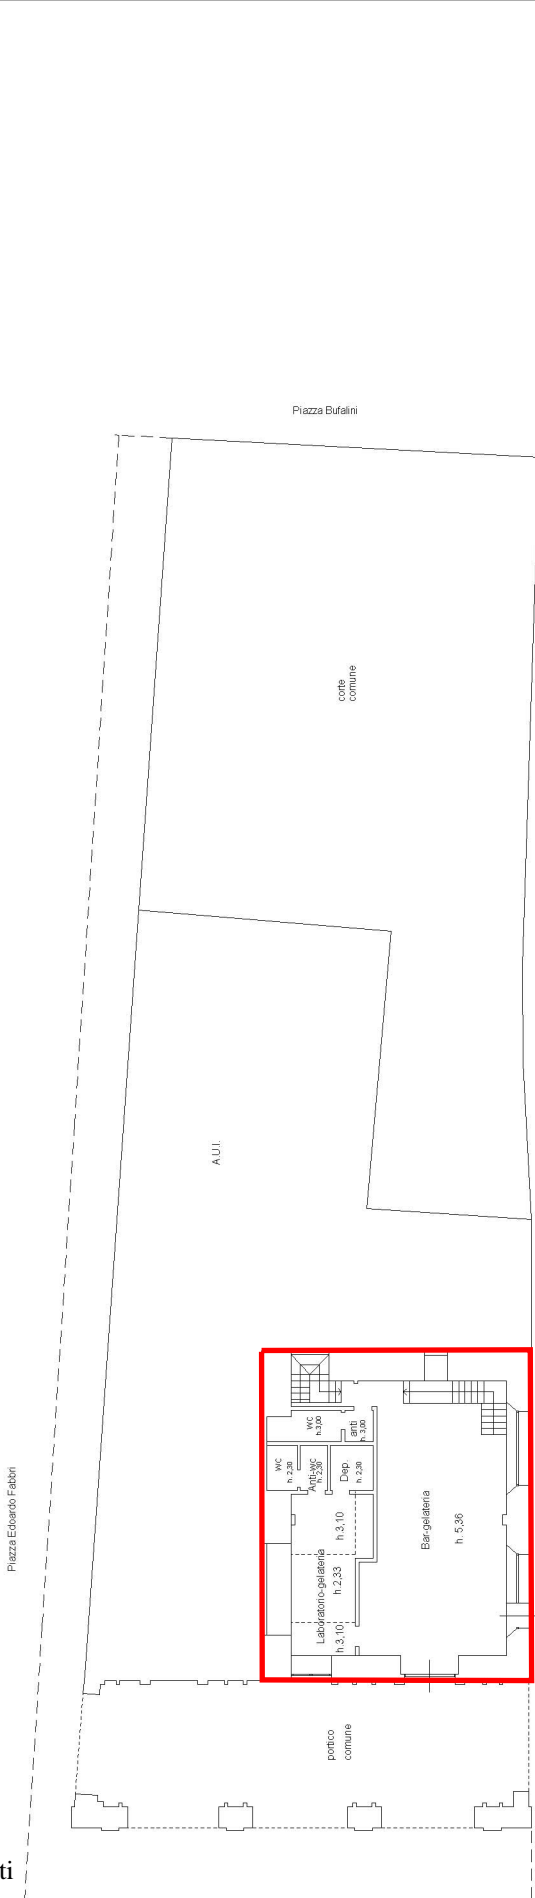 Piazza Bufalini
corte
comune
A.U.I.
Piazza Edoardo Fabbri
WC
h.3,00
anti
h.3,00
WC
h. 2,30
Anti-wc
h.2,30
Dep.
h. 2,30
Bar-gelateria
h. 5,36
Laboratorio-gelateria
h.3,10
h.2,33
h.3,10
portico
comune
ti